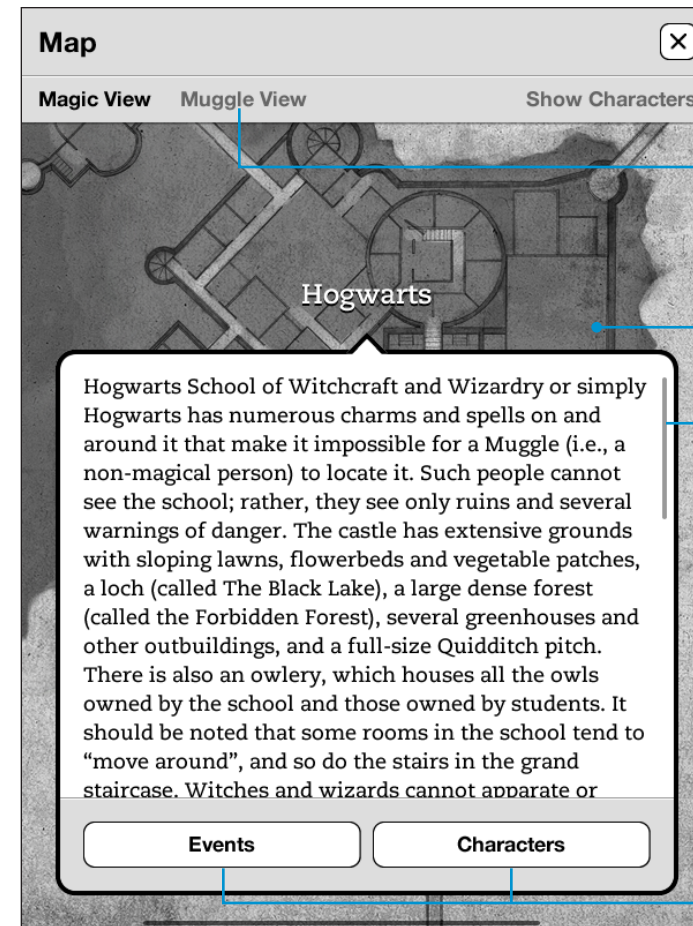 Map
Magic View Muggle View Show Characters
Hogwarts
Hogwarts School of Witchcraft and Wizardry or simply
Hogwarts has numerous charms and spells on and
around it that make it impossible for a Muggle (i.e., a
non-magical person) to locate it. Such people cannot
see the school; rather, they see only ruins and several
warnings of danger. The castle has extensive grounds
with sloping lawns, flowerbeds and vegetable patches,
a loch (called The Black Lake), a large dense forest
(called the Forbidden Forest), several greenhouses and
other outbuildings, and a full-size Quidditch pitch.
There is also an owlery, which houses all the owls
owned by the school and those owned by students. It
should be noted that some rooms in the school tend to
“move around”, and so do the stairs in the grand
staircase. Witches and wizards cannot apparate or
Events Characters